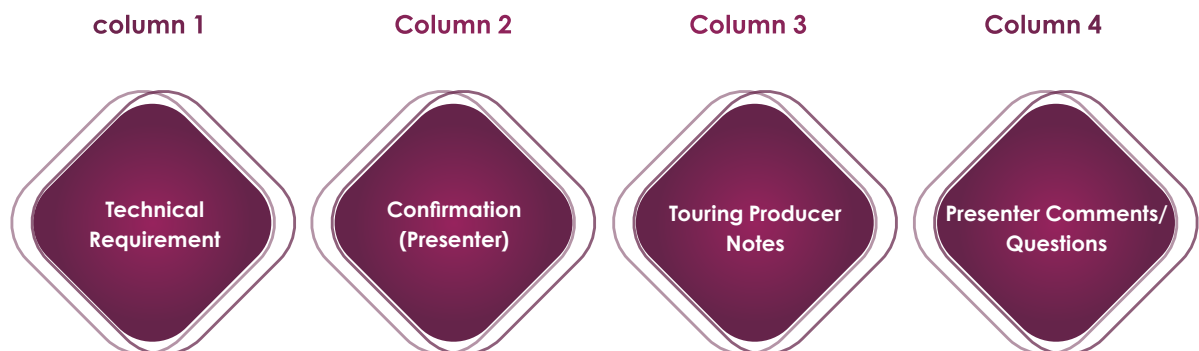 column 1
Column 2
Column 3
Column 4
Technical
Requirement
Confirmation
(Presenter)
Touring Producer
Notes
Presenter Comments/
Questions